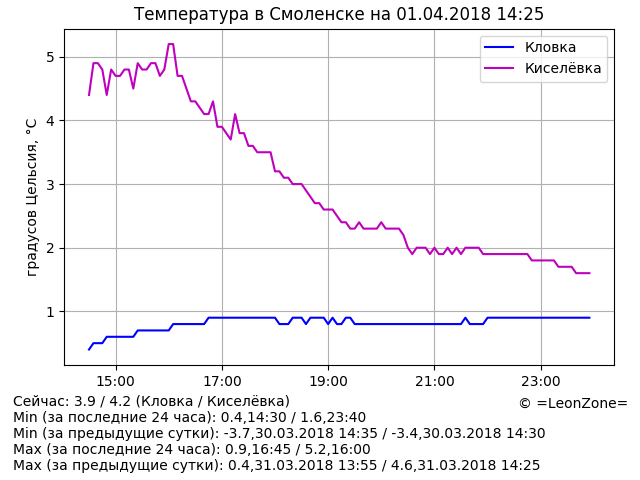 Температура в Смоленске на 01.04.2018 14:25
градусов Цельсия, °C
5
4
3
2
1
Кловка
Киселёвка
15:00 17:00 19:00 21:00 23:00
Сейчас: 3.9 / 4.2 (Кловка / Киселёвка)
© =LeonZone=
Min (за последние 24 часа): 0.4,14:30 / 1.6,23:40
Min (за предыдущие сутки): -3.7,30.03.2018 14:35 / -3.4,30.03.2018 14:30
Max (за последние 24 часа): 0.9,16:45 / 5.2,16:00
Max (за предыдущие сутки): 0.4,31.03.2018 13:55 / 4.6,31.03.2018 14:25